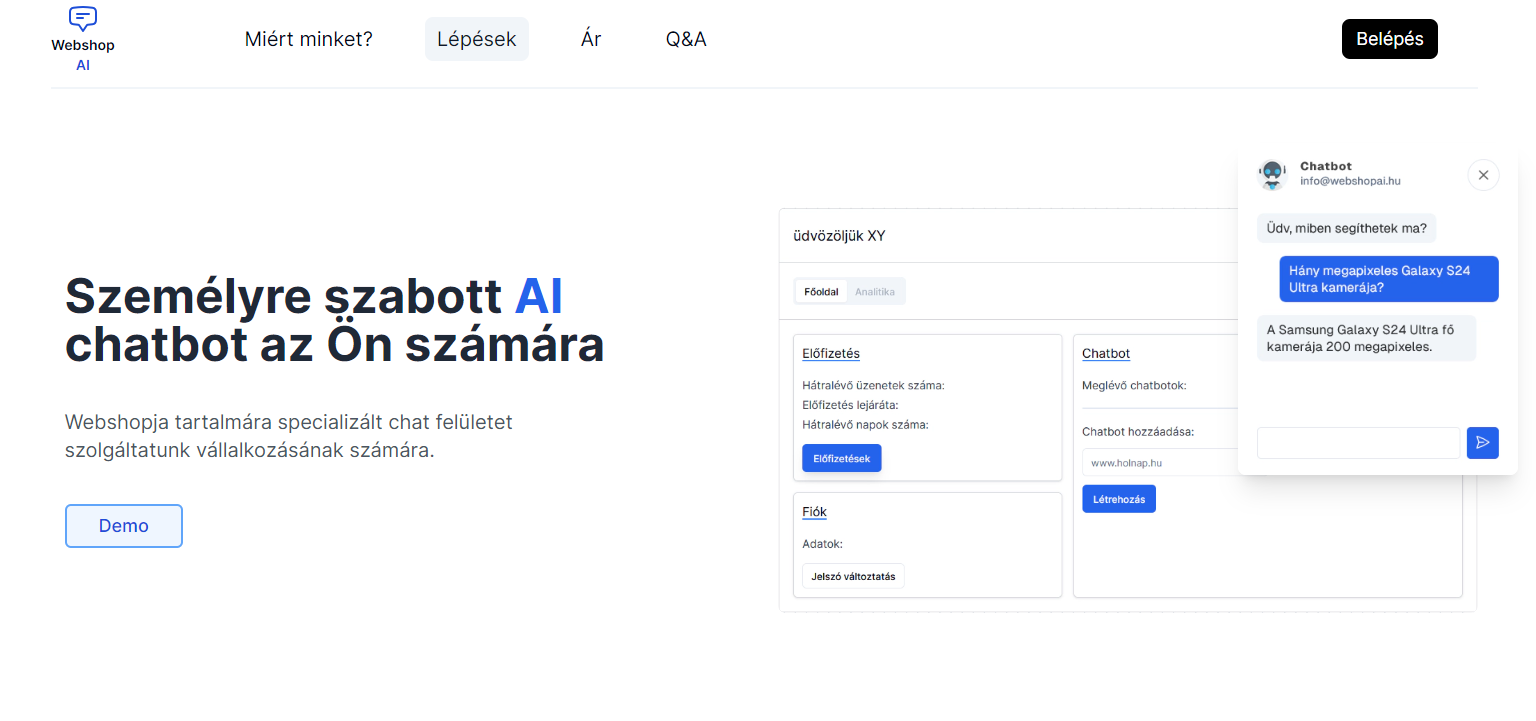 Webshop
AI
Miért minket?
Lépések
Ár
Q&A
Belépés
Személyre szabott AI
chatbot az Ön számára
Webshopja tartalmára specializált chat felületet
szolgáltatunk vállalkozásának számára.
Demo
üdvözöljük XY
Főoldal
Analitika
Előfizetés
Hátralévő üzenetek száma:
Előfizetés lejáráta:
Hátralévő napok száma:
Előfizetések
Fiók
Adatok:
Jelszó változtatás
Chatbot
Meglévő chatbotok:
Chatbot hozzáadása:
www.holnap.hu
Létrehozás
Chatbot
info@webshopai.hu
Üdv, miben segíthetek ma?
Hány megapixeles Galaxy S24
Ultra kamerája?
A Samsung Galaxy S24 Ultra fő
kamerája 200 megapixeles.